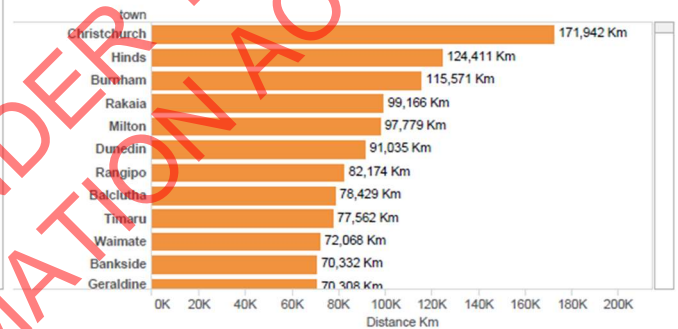 town
Christchurch 171,942 Km
Hinds 124,411 Km
Burnham 115,571 Km
Rakaia 99,166 Km
Milton 97,779 Km
Dunedin 91,035 Km
Rangipo 82,174 Km
Balclutha 78,429 Km
Timaru 77,562 Km
Waimate 72,068 Km
Bankside 70,332 Km
Geraldine 70,308 Km
0K 20K 40K 60K 80K 100K 120K 140K 160K 180K 200K
Distance Km